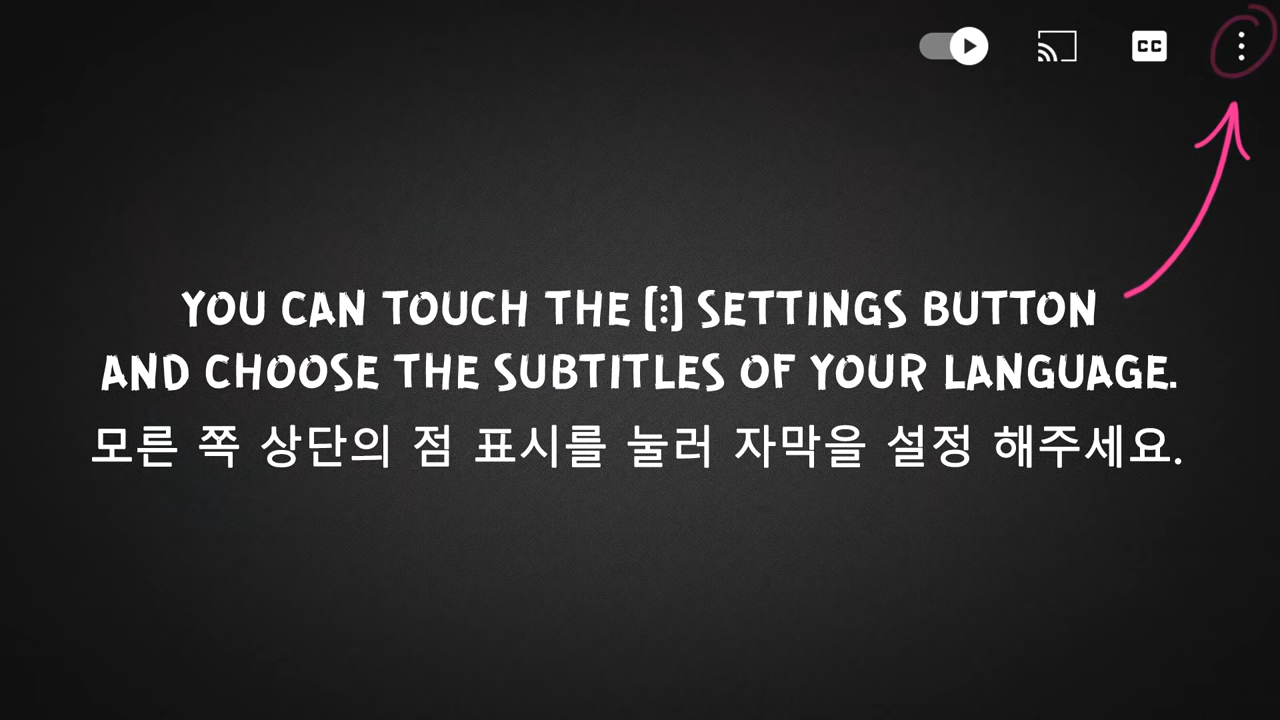 CC
YOU CAN TOUCH THE [⋮] SETTINGS BUTTON
AND CHOOSE THE SUBTITLES OF YOUR LANGUAGE.
모른 쪽 상단의 점 표시를 눌러 자막을 설정 해주세요.